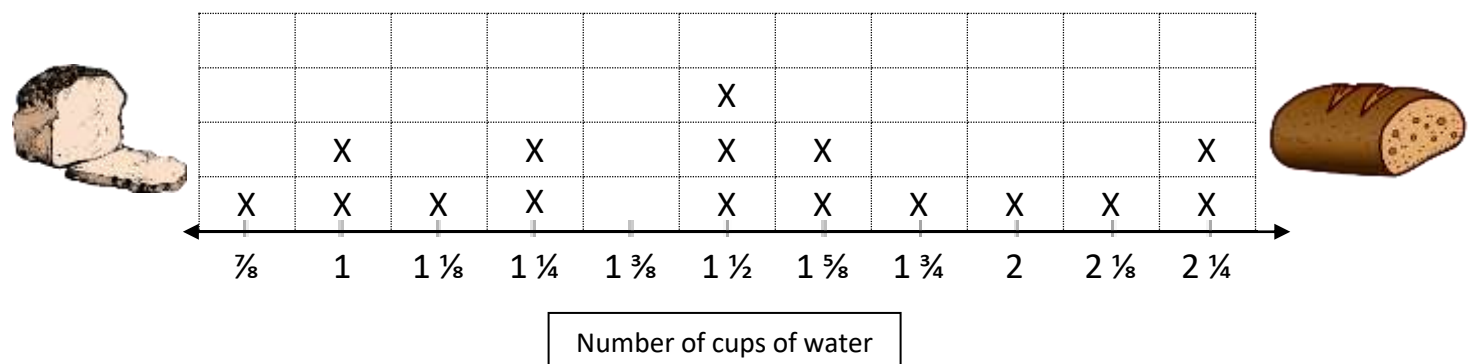 X
X X X X X
X X X X X X X X X X
⅞ 1 1 ⅛ 1 ¼ 1 ⅜ 1 ½ 1 ⅝ 1 ¾ 2 2 ⅛ 2 ¼
Number of cups of water